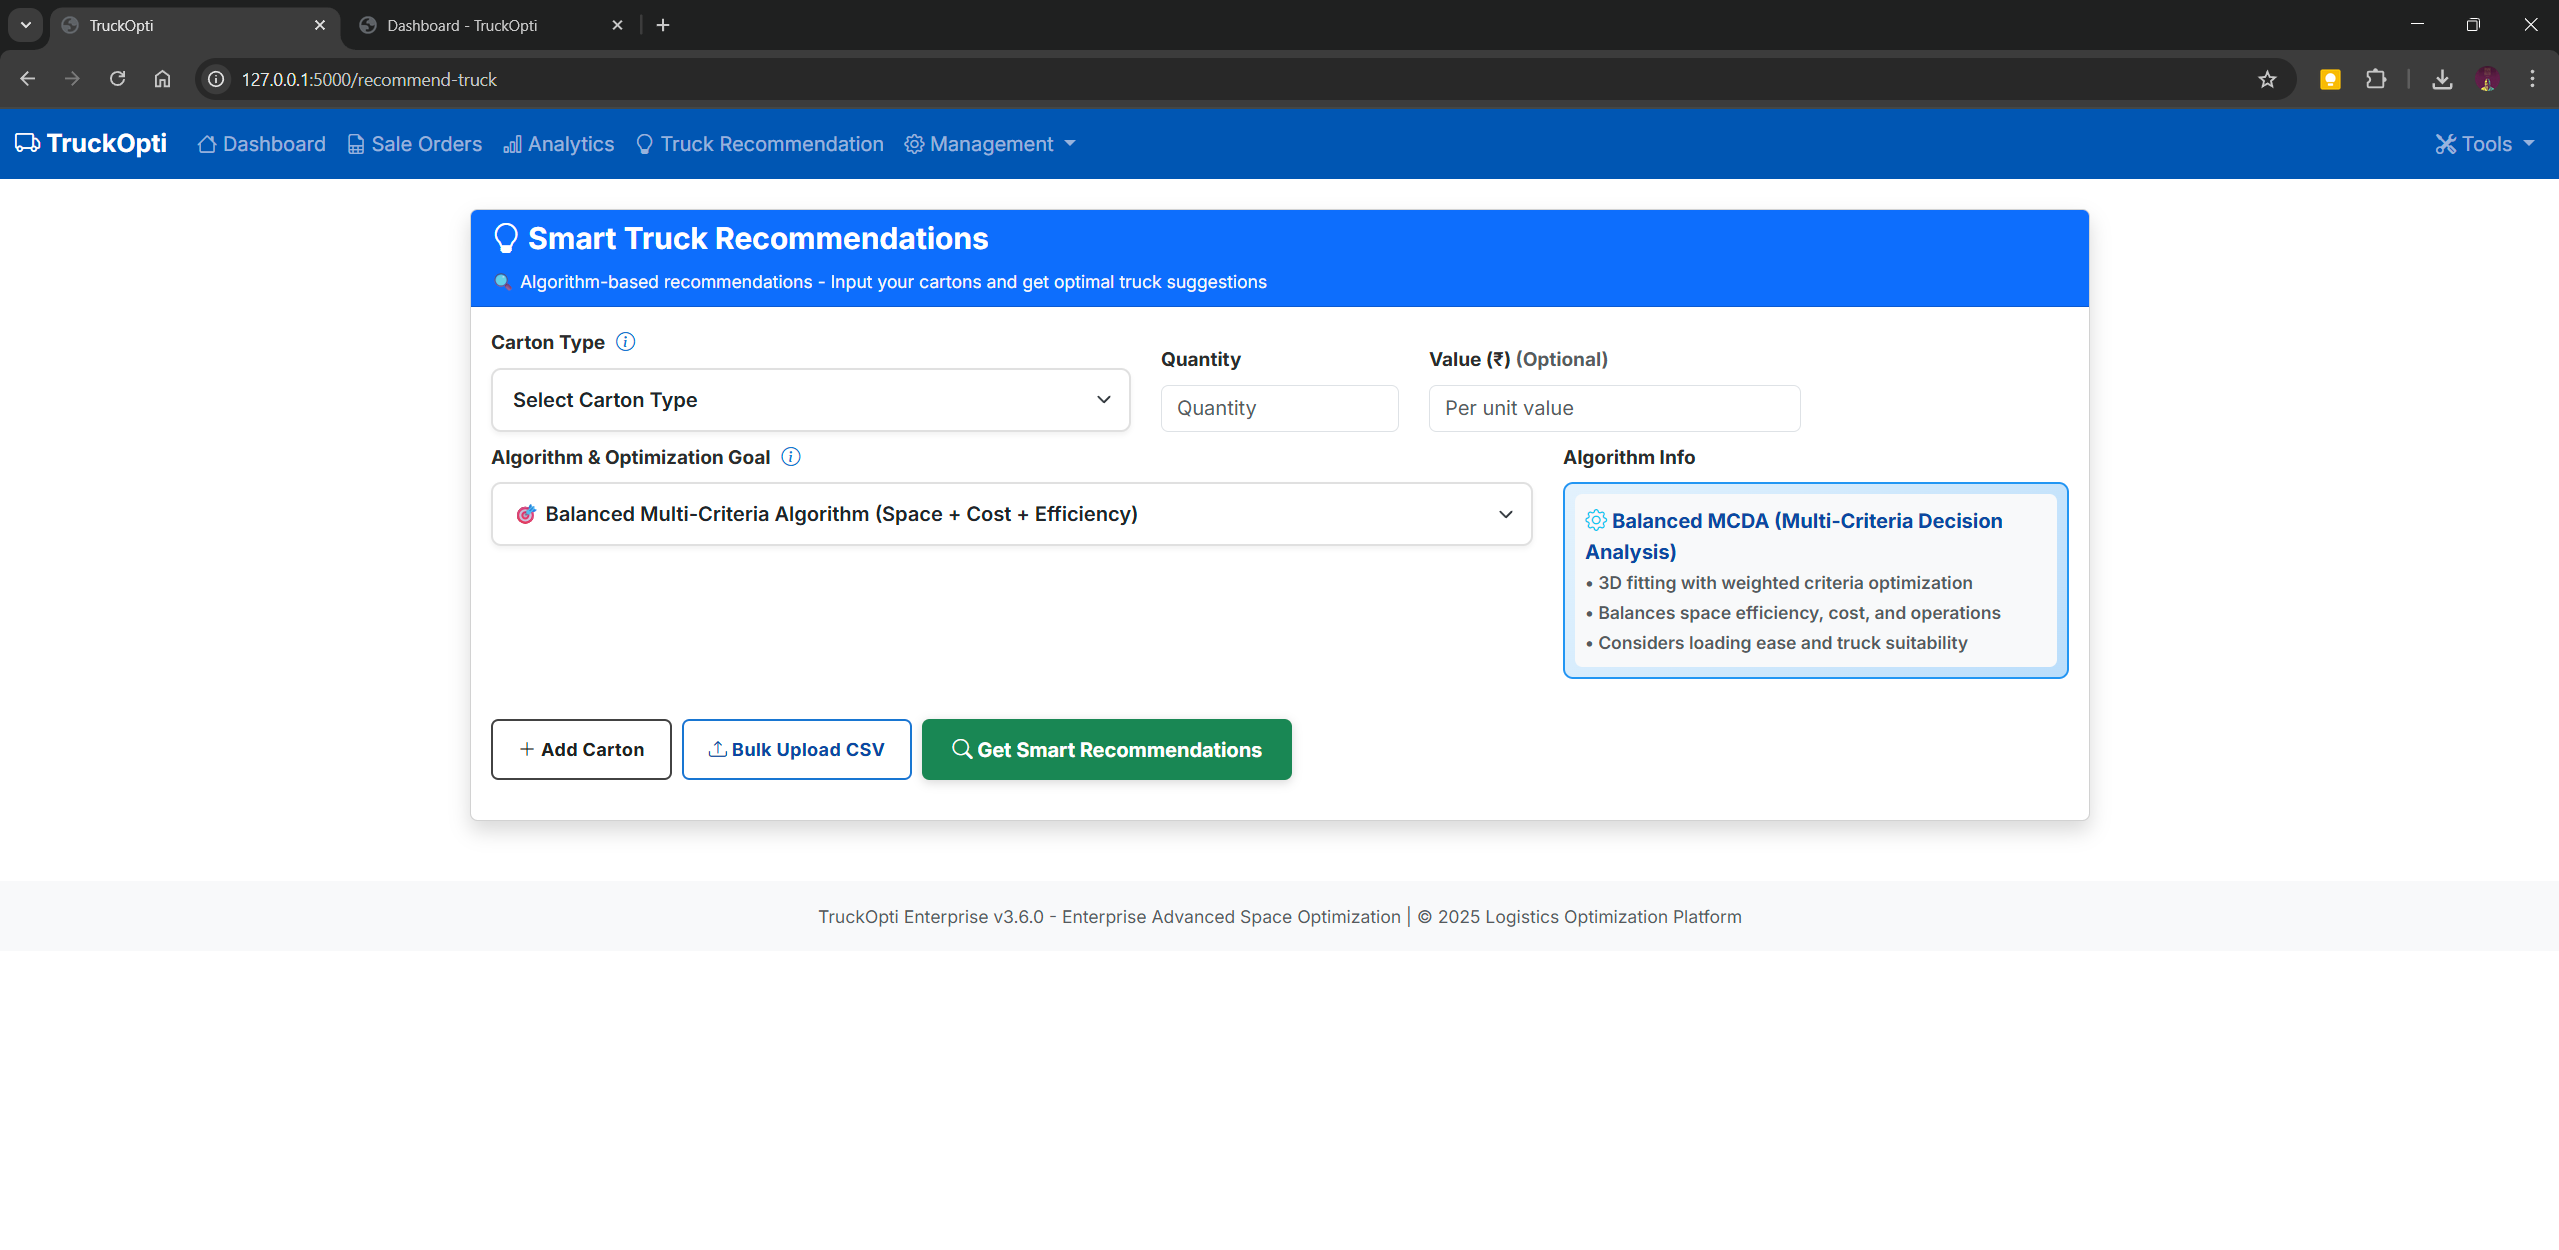 TruckOpti
Dashboard - TruckOpti
127.0.0.1:5000/recommend-truck
TruckOpti Dashboard Sale Orders Analytics Truck Recommendation Management Tools
Smart Truck Recommendations
Algorithm-based recommendations - Input your cartons and get optimal truck suggestions
Carton Type
Quantity
Value (₹) (Optional)
Select Carton Type
Quantity
Per unit value
Algorithm & Optimization Goal
Algorithm Info
Balanced Multi-Criteria Algorithm (Space + Cost + Efficiency)
Balanced MCDA (Multi-Criteria Decision
Analysis)
• 3D fitting with weighted criteria optimization
• Balances space efficiency, cost, and operations
• Considers loading ease and truck suitability
+ Add Carton
Bulk Upload CSV
Get Smart Recommendations
TruckOpti Enterprise v3.6.0 - Enterprise Advanced Space Optimization | © 2025 Logistics Optimization Platform